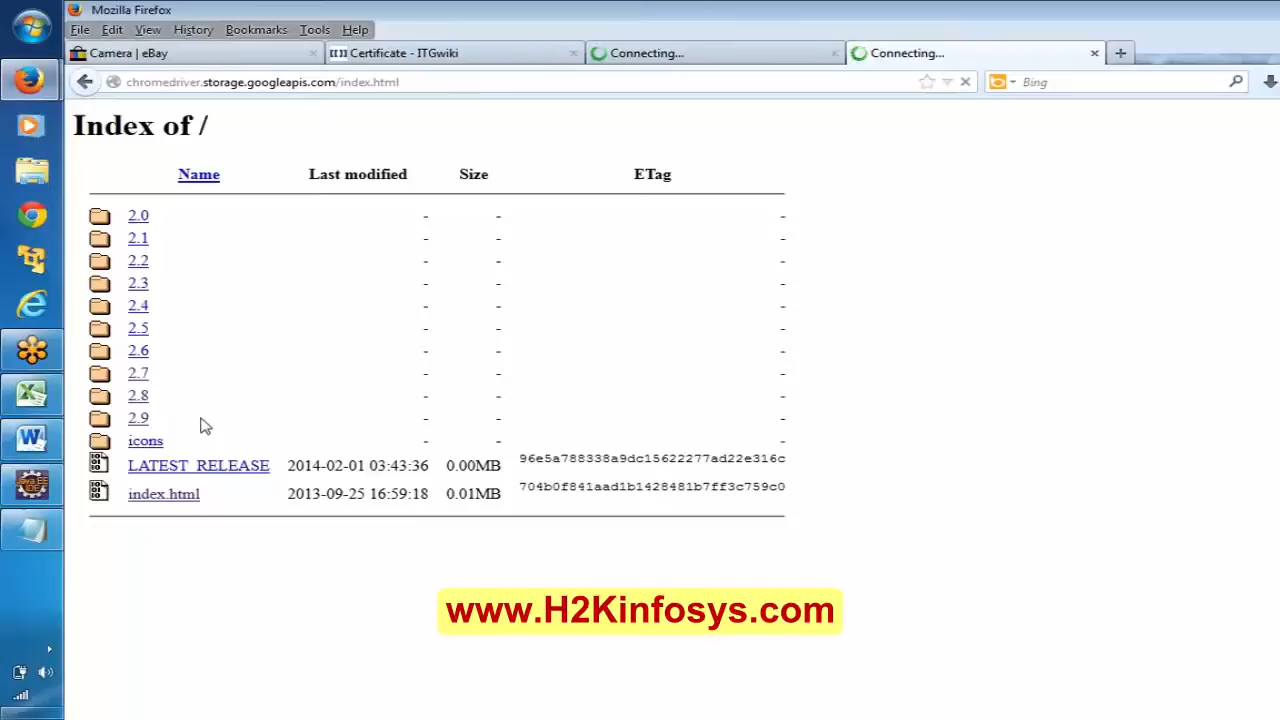 Mozilla Firefox
File Edit View History Bookmarks Tools Help
Camera | eBay Certificate - ITGwiki Connecting... Connecting...
chromedriver.storage.googleapis.com/index.html Bing
Index of /
Name Last modified Size ETag
2.0 - - -
2.1 - - -
2.2 - - -
2.3 - - -
2.4 - - -
2.5 - - -
2.6 - - -
2.7 - - -
2.8 - - -
2.9 - - -
icons - - -
LATEST_RELEASE 2014-02-01 03:43:36 0.00MB 96e5a788338a9dc15622277ad22e316c
index.html 2013-09-25 16:59:18 0.01MB 704b0f841aad1b1428481b7ff3c759c0
www.H2Kinfosys.com